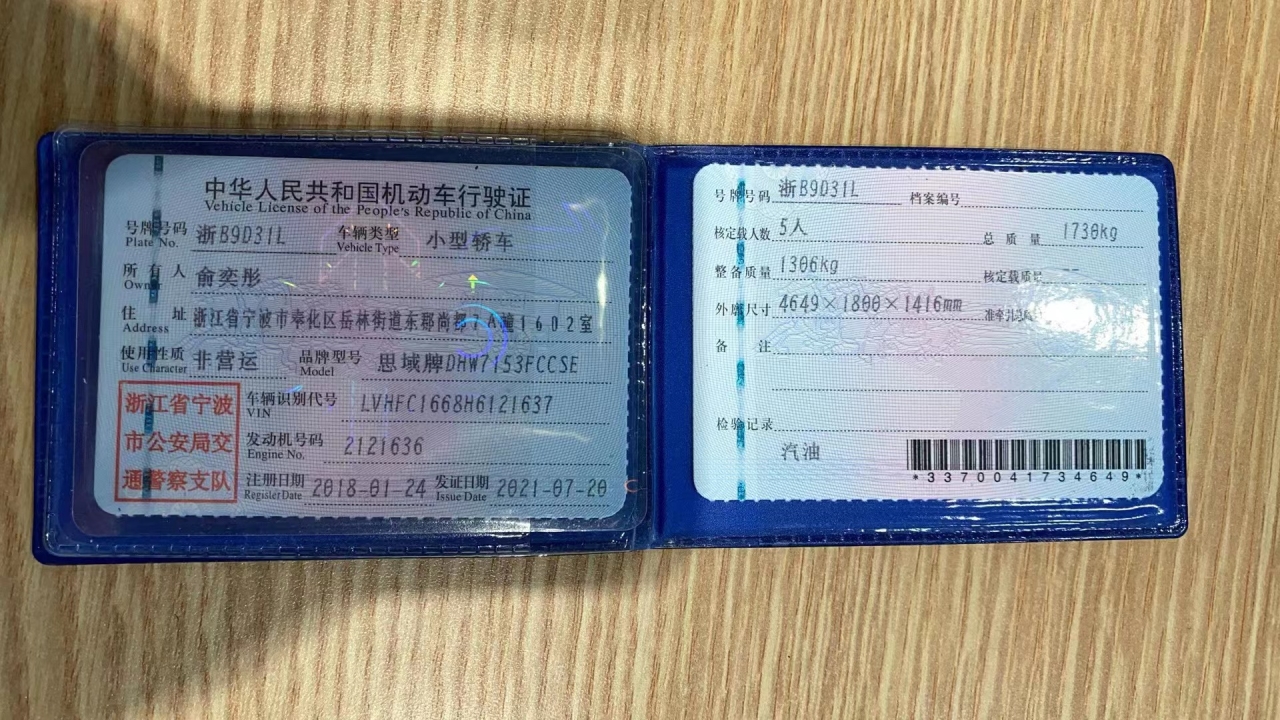 中华人民共和国机动车行驶证
Vehicle License of the People's Republic of China
号牌号码 浙B9D31L 车辆类型 小型轿车
Plate No. Vehicle Type
所有人 俞奕彤
Owner
住址 浙江省宁波市奉化区岳林街道东郊尚都 幢1602室
Address
使用性质 非营运 品牌型号 思域牌DHW7153FCCSE
Use Character Model
浙江省宁波
市公安局交
通警察支队
车辆识别代号 LVHFC1668H6121637
VIN
发动机号码 2121636
Engine No.
注册日期 2018-01-24 发证日期 2021-07-20
Register Date Issue Date
号牌号码 浙B9D31L 档案编号
核定载人数 5人 总质量 1730kg
整备质量 1306kg 核定载质量 --
外廓尺寸 4649×1800×1416mm 准牵引总
备注
检验记录
汽油
*3370041734649*